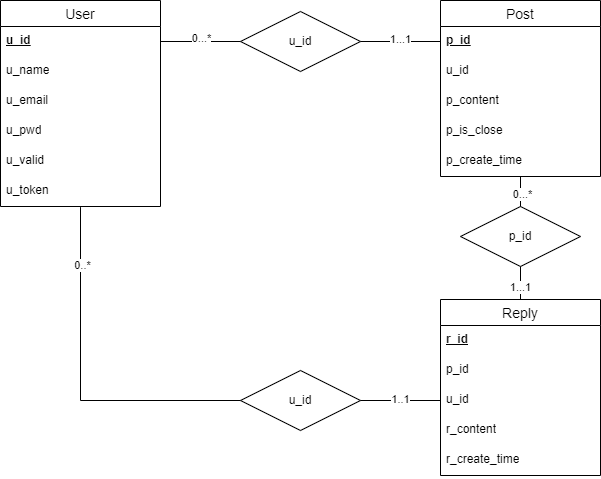 User
u_id
u_name
u_email
u_pwd
u_valid
u_token
0...*
u_id
1...1
Post
p_id
u_id
p_content
p_is_close
p_create_time
0...*
p_id
1...1
0..*
u_id
1..1
Reply
r_id
p_id
u_id
r_content
r_create_time